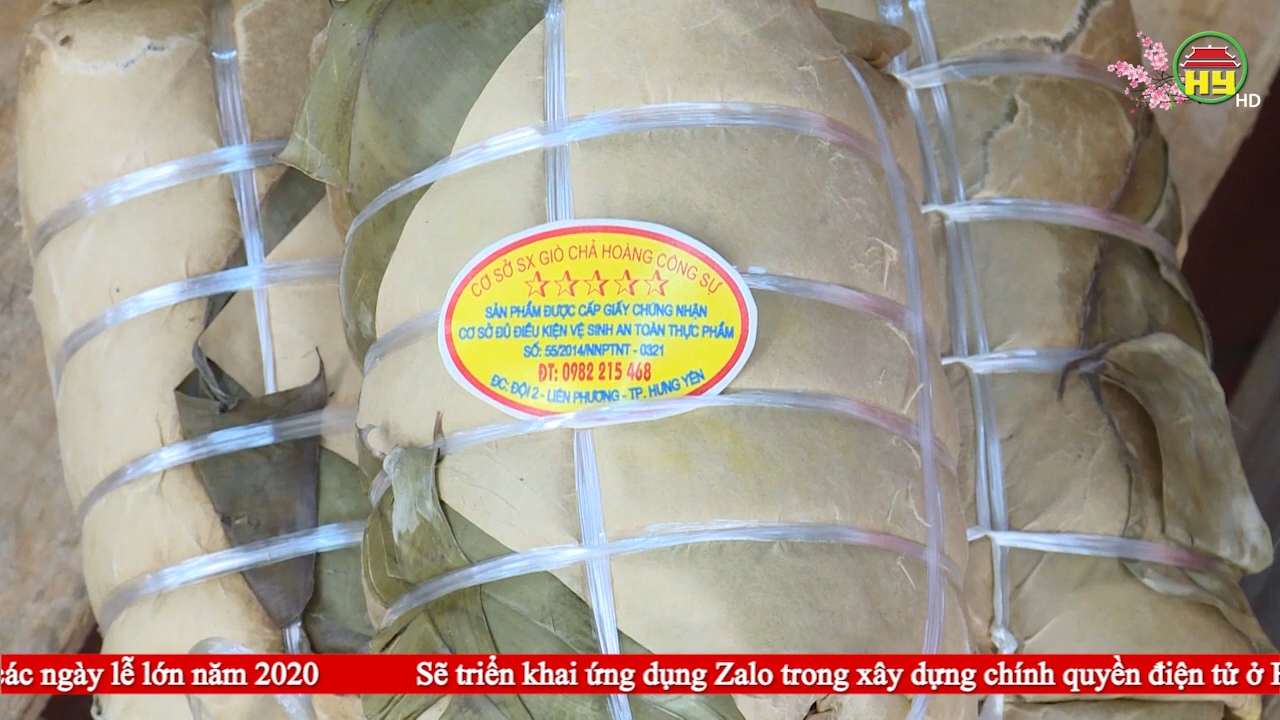 HY
HD
CƠ SỞ SX GIÒ CHẢ HOÀNG CÔNG SỰ
SẢN PHẨM ĐƯỢC CẤP GIẤY CHỨNG NHẬN
CƠ SỞ ĐỦ ĐIỀU KIỆN VỆ SINH AN TOÀN THỰC PHẨM
SỐ: 55/2014/NNPTNT - 0321
ĐT: 0982 215 468
ĐC: ĐỘI 2 - LIÊN PHƯƠNG - TP. HƯNG YÊN
các ngày lễ lớn năm 2020 Sẽ triển khai ứng dụng Zalo trong xây dựng chính quyền điện tử ở